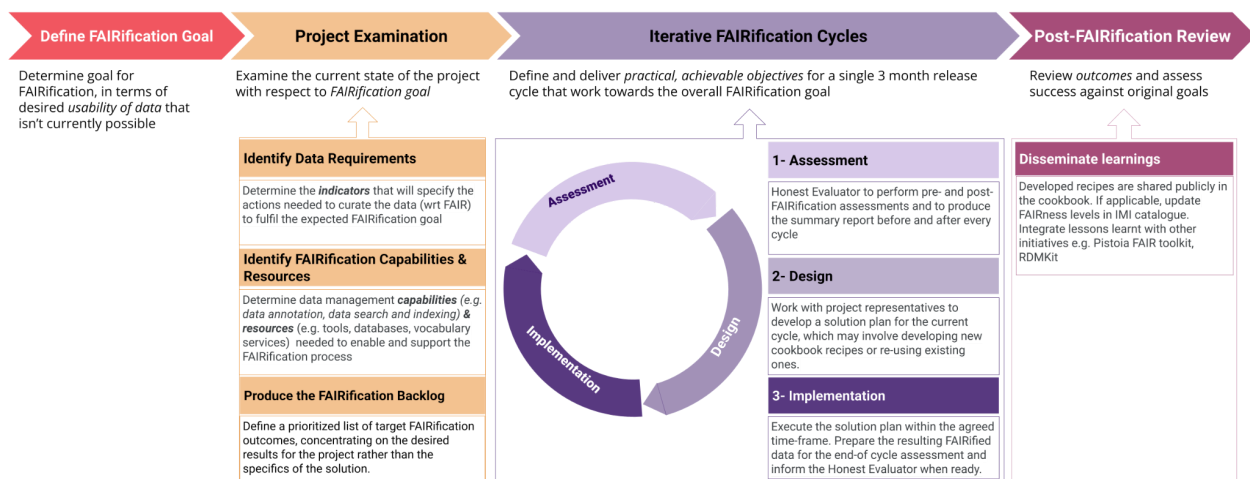 Define FAIRification Goal
Project Examination
Iterative FAIRification Cycles
Post-FAIRification Review
Determine goal for
FAIRification, in terms of
desired usability of data that
isn't currently possible
Examine the current state of the project
with respect to FAIRification goal
Define and deliver practical, achievable objectives for a single 3 month release
cycle that work towards the overall FAIRification goal
Review outcomes and assess
success against original goals
Identify Data Requirements
Determine the indicators that will specify the
actions needed to curate the data (wrt FAIR) to
fulfil the expected FAIRification goal
Identify FAIRification Capabilities &
Resources
Determine data management capabilities (e.g.
data annotation, data search and indexing) &
resources (e.g. tools, databases, vocabulary
services)  needed to enable and support the
FAIRification process
Produce the FAIRification Backlog
Define a prioritized list of target FAIRification
outcomes, concentrating on the desired
results for the project rather than the
specifics of the solution.
Assessment
Design
Implementation
1- Assessment
Honest Evaluator to perform pre- and post-
FAIRification assessments and to produce
the summary report before and after every
cycle
2- Design
Work with project representatives to
develop a solution plan for the current
cycle, which may involve developing new
cookbook recipes or re-using existing
ones.
3- Implementation
Execute the solution plan within the agreed
time-frame. Prepare the resulting FAIRified
data for the end-of cycle assessment and
inform the Honest Evaluator when ready.
Disseminate learnings
Developed recipes are shared publicly in
the cookbook. If applicable, update
FAIRness levels in IMI catalogue.
Integrate lessons learnt with other
initiatives e.g. Pistoia FAIR toolkit,
RDMKit